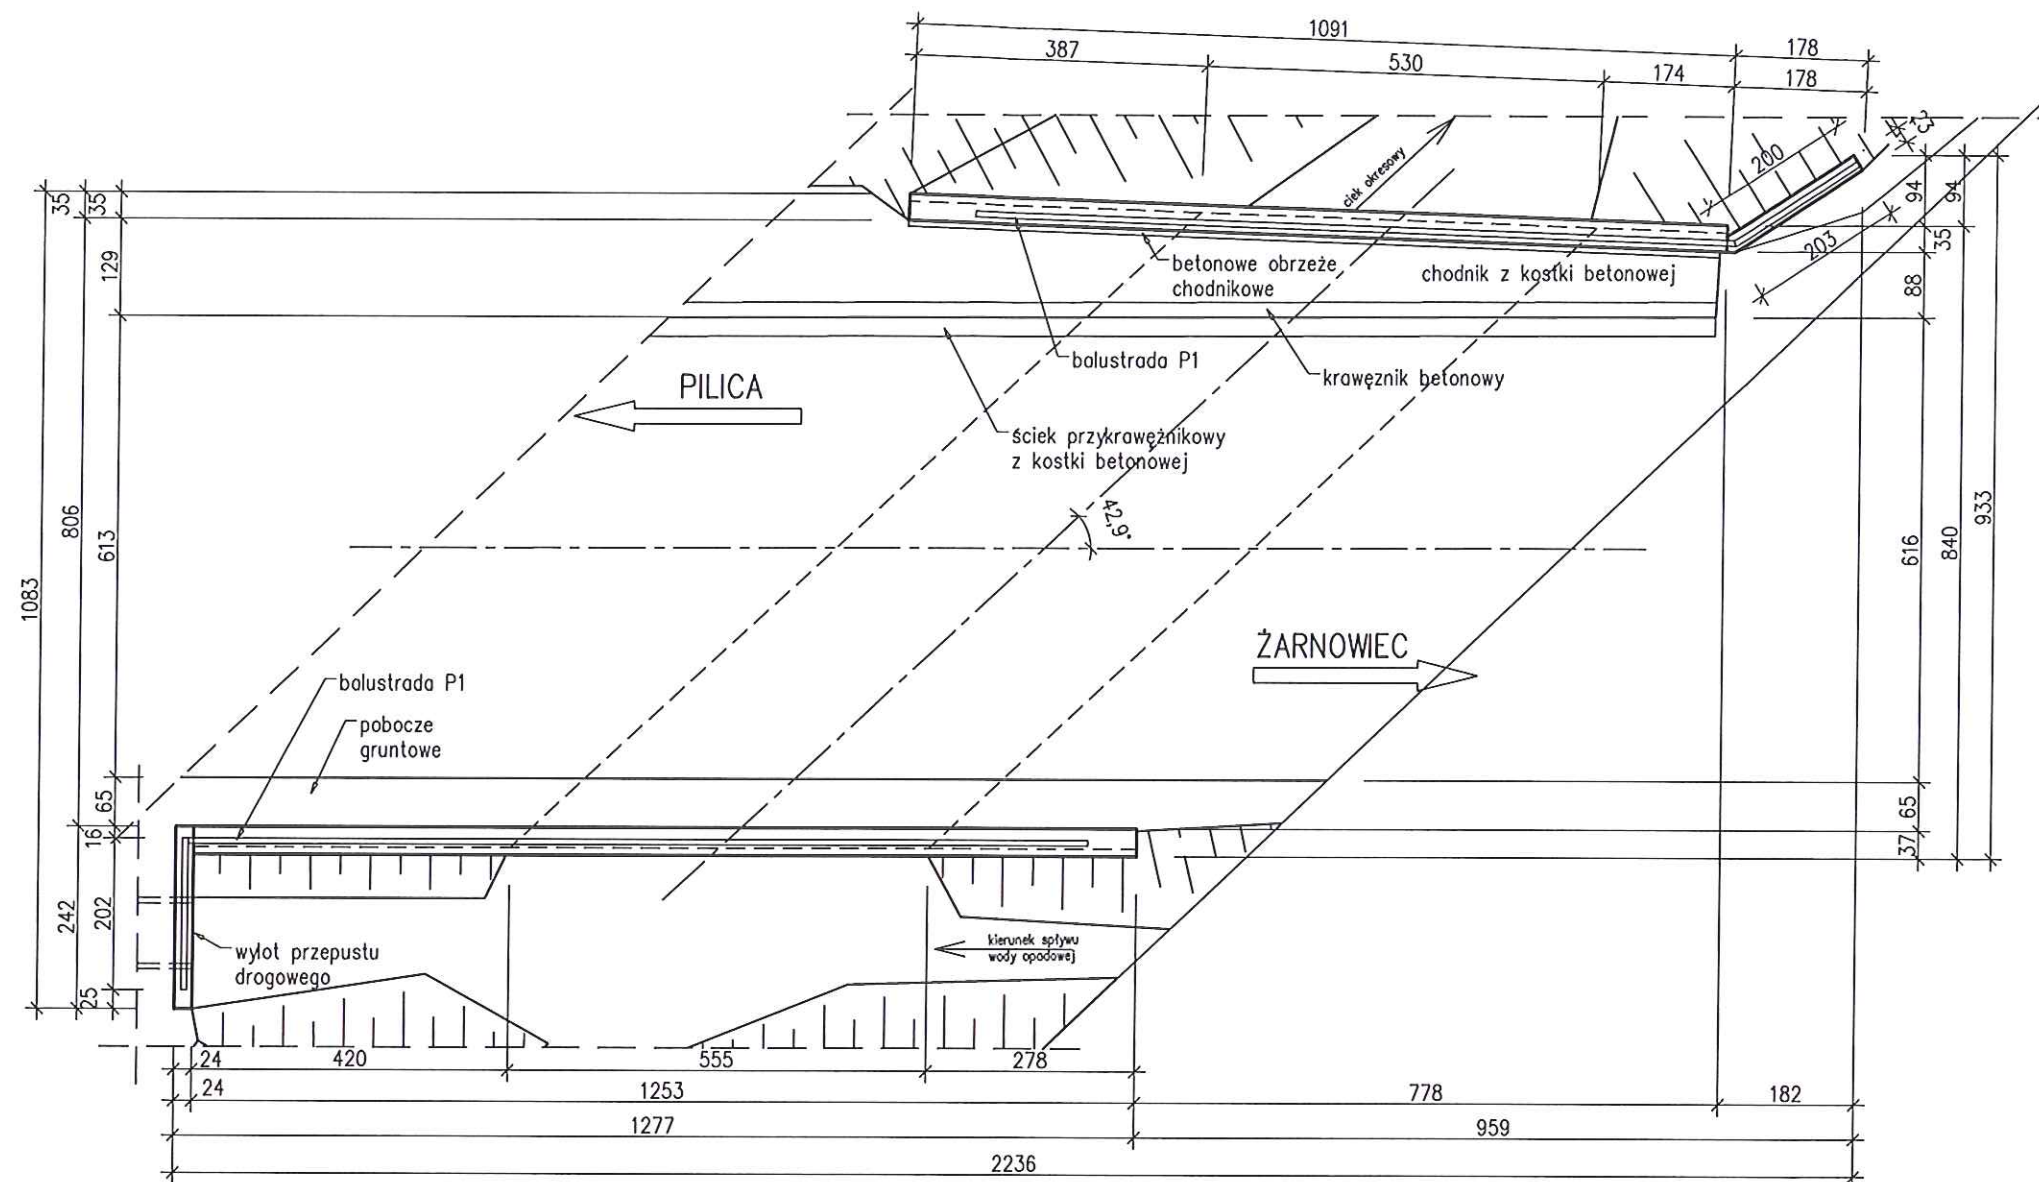 1091
178
387
530
174
178
23
ciek okresowy
200
94
94
35
35
203
35
129
betonowe obrzeże
chodnikowe
chodnik z kostki betonowej
88
balustrada P1
krawęznik betonowy
PILICA
ściek przykrawężnikowy
z kostki betonowej
42,9°
806
613
1083
616
840
933
ŻARNOWIEC
balustrada P1
pobocze
gruntowe
65
16
65
37
242
202
25
wylot przepustu
drogowego
kierunek spływu
wody opadowej
24
420
555
278
24
1253
778
182
1277
959
2236